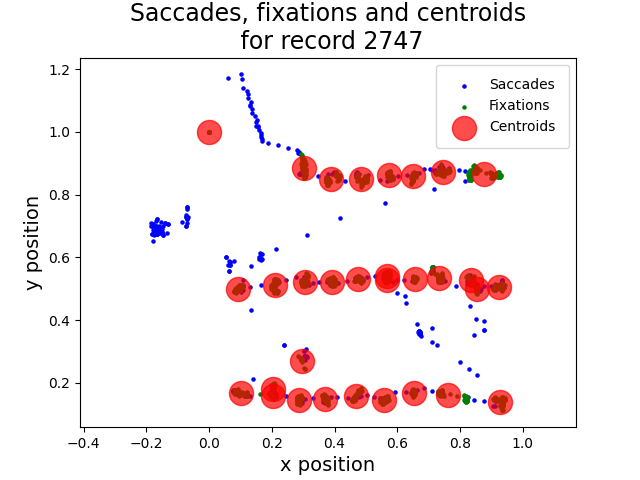 Saccades, fixations and centroids
for record 2747
Saccades
Fixations
Centroids
1.2
1.0
0.8
0.6
0.4
0.2
y position
−0.4
−0.2
0.0
0.2
0.4
0.6
0.8
1.0
x position